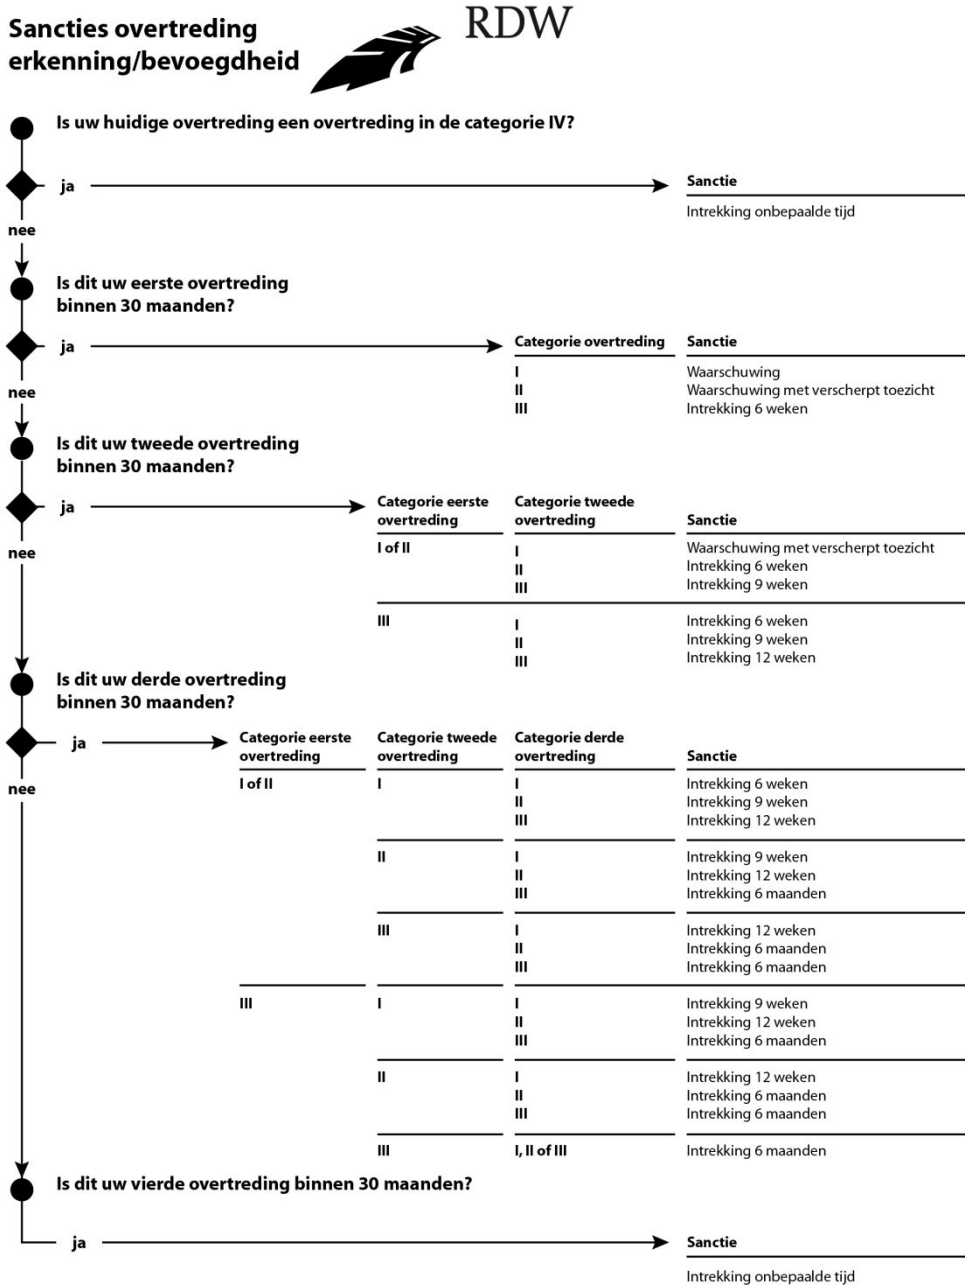 Sancties overtreding
erkenning/bevoegdheid
RDW
Is uw huidige overtreding een overtreding in de categorie IV?
ja
Sanctie
Intrekking onbepaalde tijd
nee
Is dit uw eerste overtreding
binnen 30 maanden?
ja Categorie overtreding Sanctie
I Waarschuwing
II Waarschuwing met verscherpt toezicht
III Intrekking 6 weken
nee
Is dit uw tweede overtreding
binnen 30 maanden?
ja Categorie eerste overtreding Categorie tweede overtreding Sanctie
nee
I of II I Waarschuwing met verscherpt toezicht
II Intrekking 6 weken
III Intrekking 9 weken
III I Intrekking 6 weken
II Intrekking 9 weken
III Intrekking 12 weken
Is dit uw derde overtreding
binnen 30 maanden?
ja Categorie eerste overtreding Categorie tweede overtreding Categorie derde overtreding Sanctie
nee
I of II I I Intrekking 6 weken
II Intrekking 9 weken
III Intrekking 12 weken
II I Intrekking 9 weken
II Intrekking 12 weken
III Intrekking 6 maanden
III I Intrekking 12 weken
II Intrekking 6 maanden
III Intrekking 6 maanden
III I I Intrekking 9 weken
II Intrekking 12 weken
III Intrekking 6 maanden
II I Intrekking 12 weken
II Intrekking 6 maanden
III Intrekking 6 maanden
III I, II of III Intrekking 6 maanden
Is dit uw vierde overtreding binnen 30 maanden?
ja Sanctie
Intrekking onbepaalde tijd